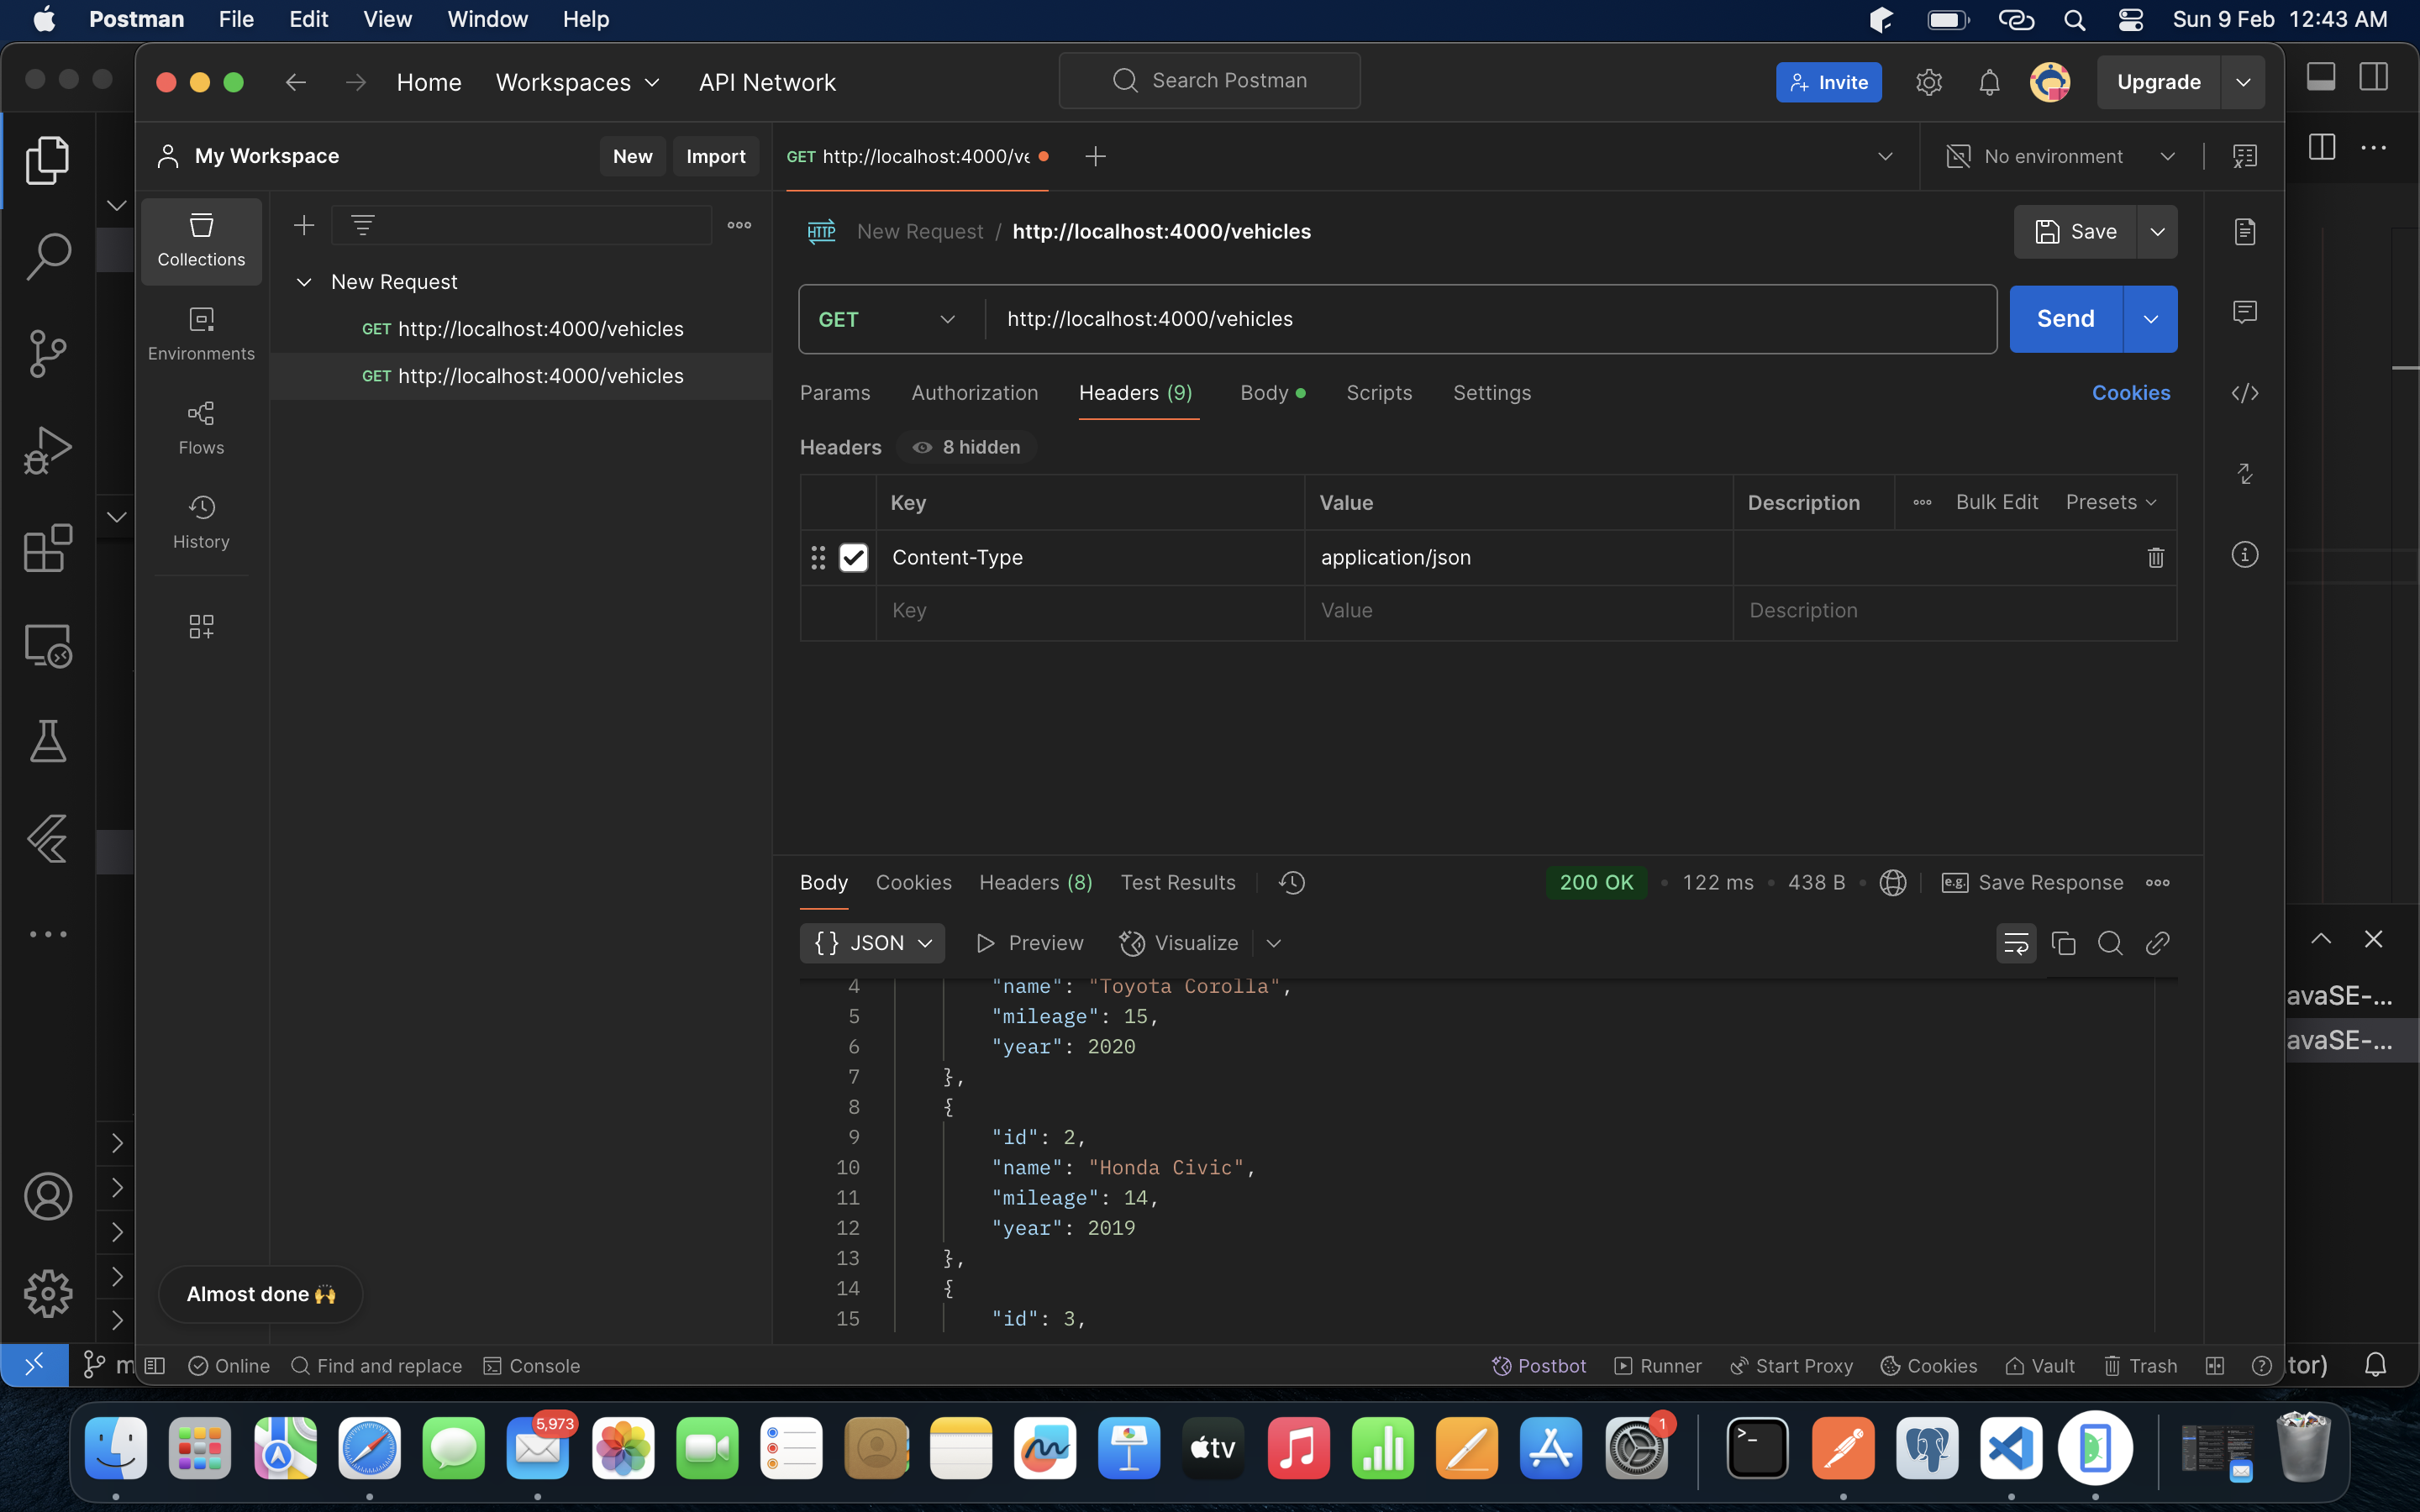 Postman File Edit View Window Help Sun 9 Feb 12:43 AM
Home Workspaces API Network Search Postman Invite Upgrade
My Workspace New Import GET http://localhost:4000/ve No environment
Collections
Environments
Flows
History
New Request
GET http://localhost:4000/vehicles
GET http://localhost:4000/vehicles
HTTP New Request / http://localhost:4000/vehicles Save
GET http://localhost:4000/vehicles Send
Params Authorization Headers (9) Body Scripts Settings Cookies
Headers 8 hidden
Key Value Description Bulk Edit Presets
Content-Type application/json
Key Value Description
Body Cookies Headers (8) Test Results 200 OK • 122 ms • 438 B • e.g. Save Response
{} JSON Preview Visualize
4 "name": "Toyota Corolla",
5 "mileage": 15,
6 "year": 2020
7 },
8 {
9 "id": 2,
10 "name": "Honda Civic",
11 "mileage": 14,
12 "year": 2019
13 },
14 {
15 "id": 3,
avaSE-...
avaSE-...
Almost done 🙌
m Online Find and replace Console Postbot Runner Start Proxy Cookies Vault Trash tor)
5,973
tv
1